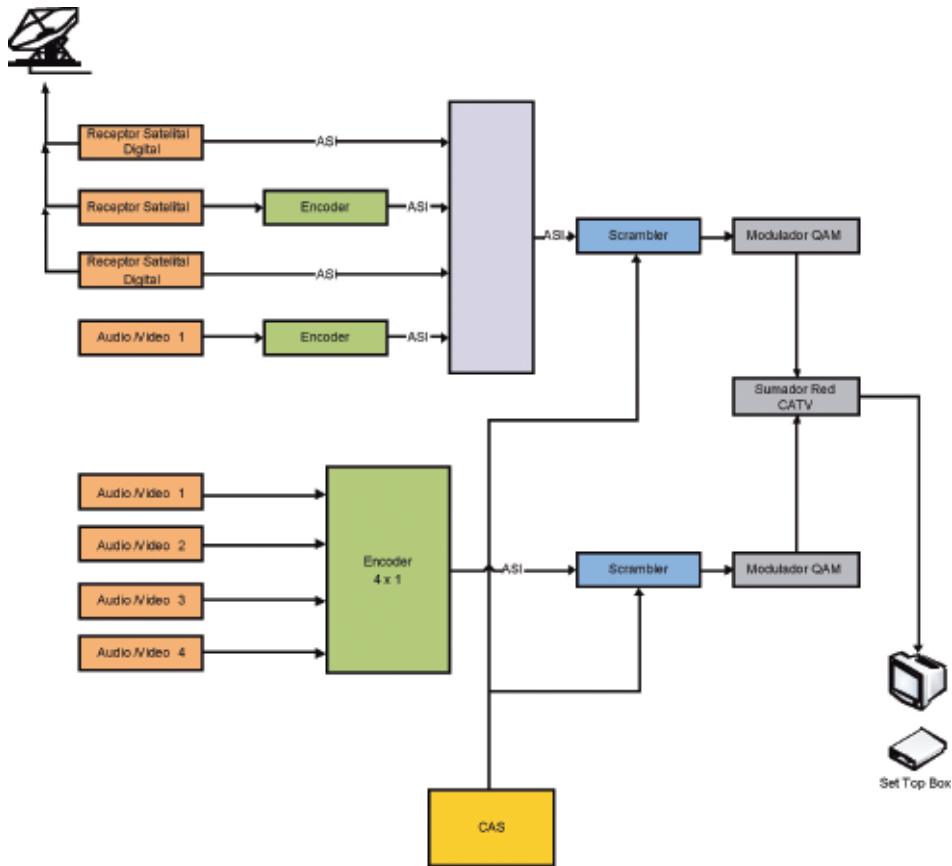 Receptor Satelital
Digital
ASI
Receptor Satelital
Encoder
ASI
Receptor Satelital
Digital
ASI
Audio /Video 1
Encoder
ASI
ASI
Scrambler
Modulador QAM
Sumador Red
CATV
Audio /Video 1
Audio /Video 2
Audio /Video 3
Audio /Video 4
Encoder
4 x 1
ASI
Scrambler
Modulador QAM
Set Top Box
CAS